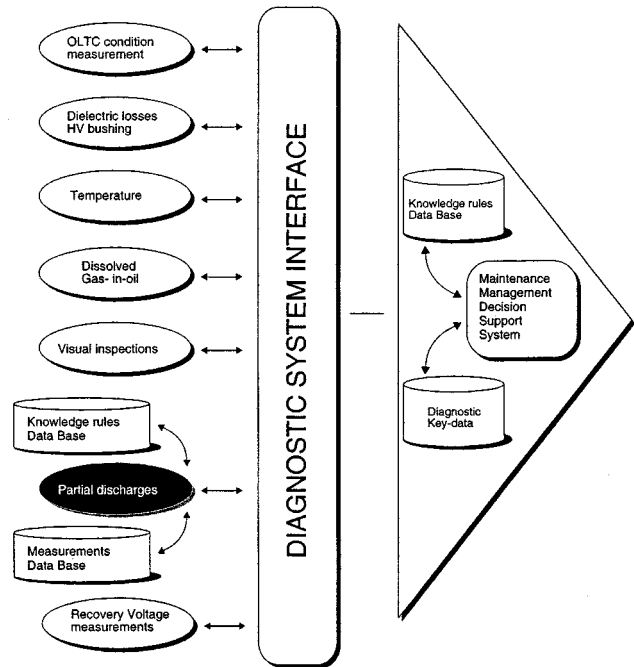 OLTC condition
measurement
Dielectric losses
HV bushing
Temperature
Dissolved
Gas- in-oil
Visual inspections
Knowledge rules
Data Base
Partial discharges
Measurements
Data Base
Recovery Voltage
measurements
DIAGNOSTIC SYSTEM INTERFACE
Knowledge rules
Data Base
Maintenance
Management
Decision
Support
System
Diagnostic
Key-data